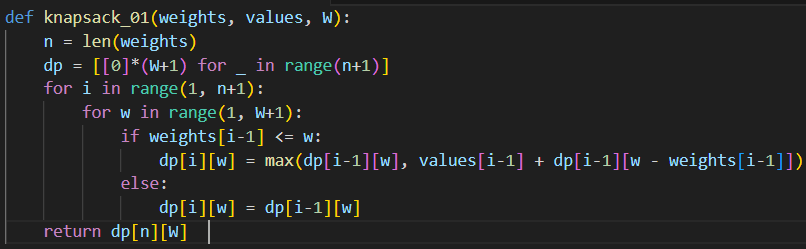 def knapsack_01(weights, values, W):
    n = len(weights)
    dp = [[0]*(W+1) for _ in range(n+1)]
    for i in range(1, n+1):
        for w in range(1, W+1):
            if weights[i-1] <= w:
                dp[i][w] = max(dp[i-1][w], values[i-1] + dp[i-1][w - weights[i-1]])
            else:
                dp[i][w] = dp[i-1][w]
    return dp[n][W]